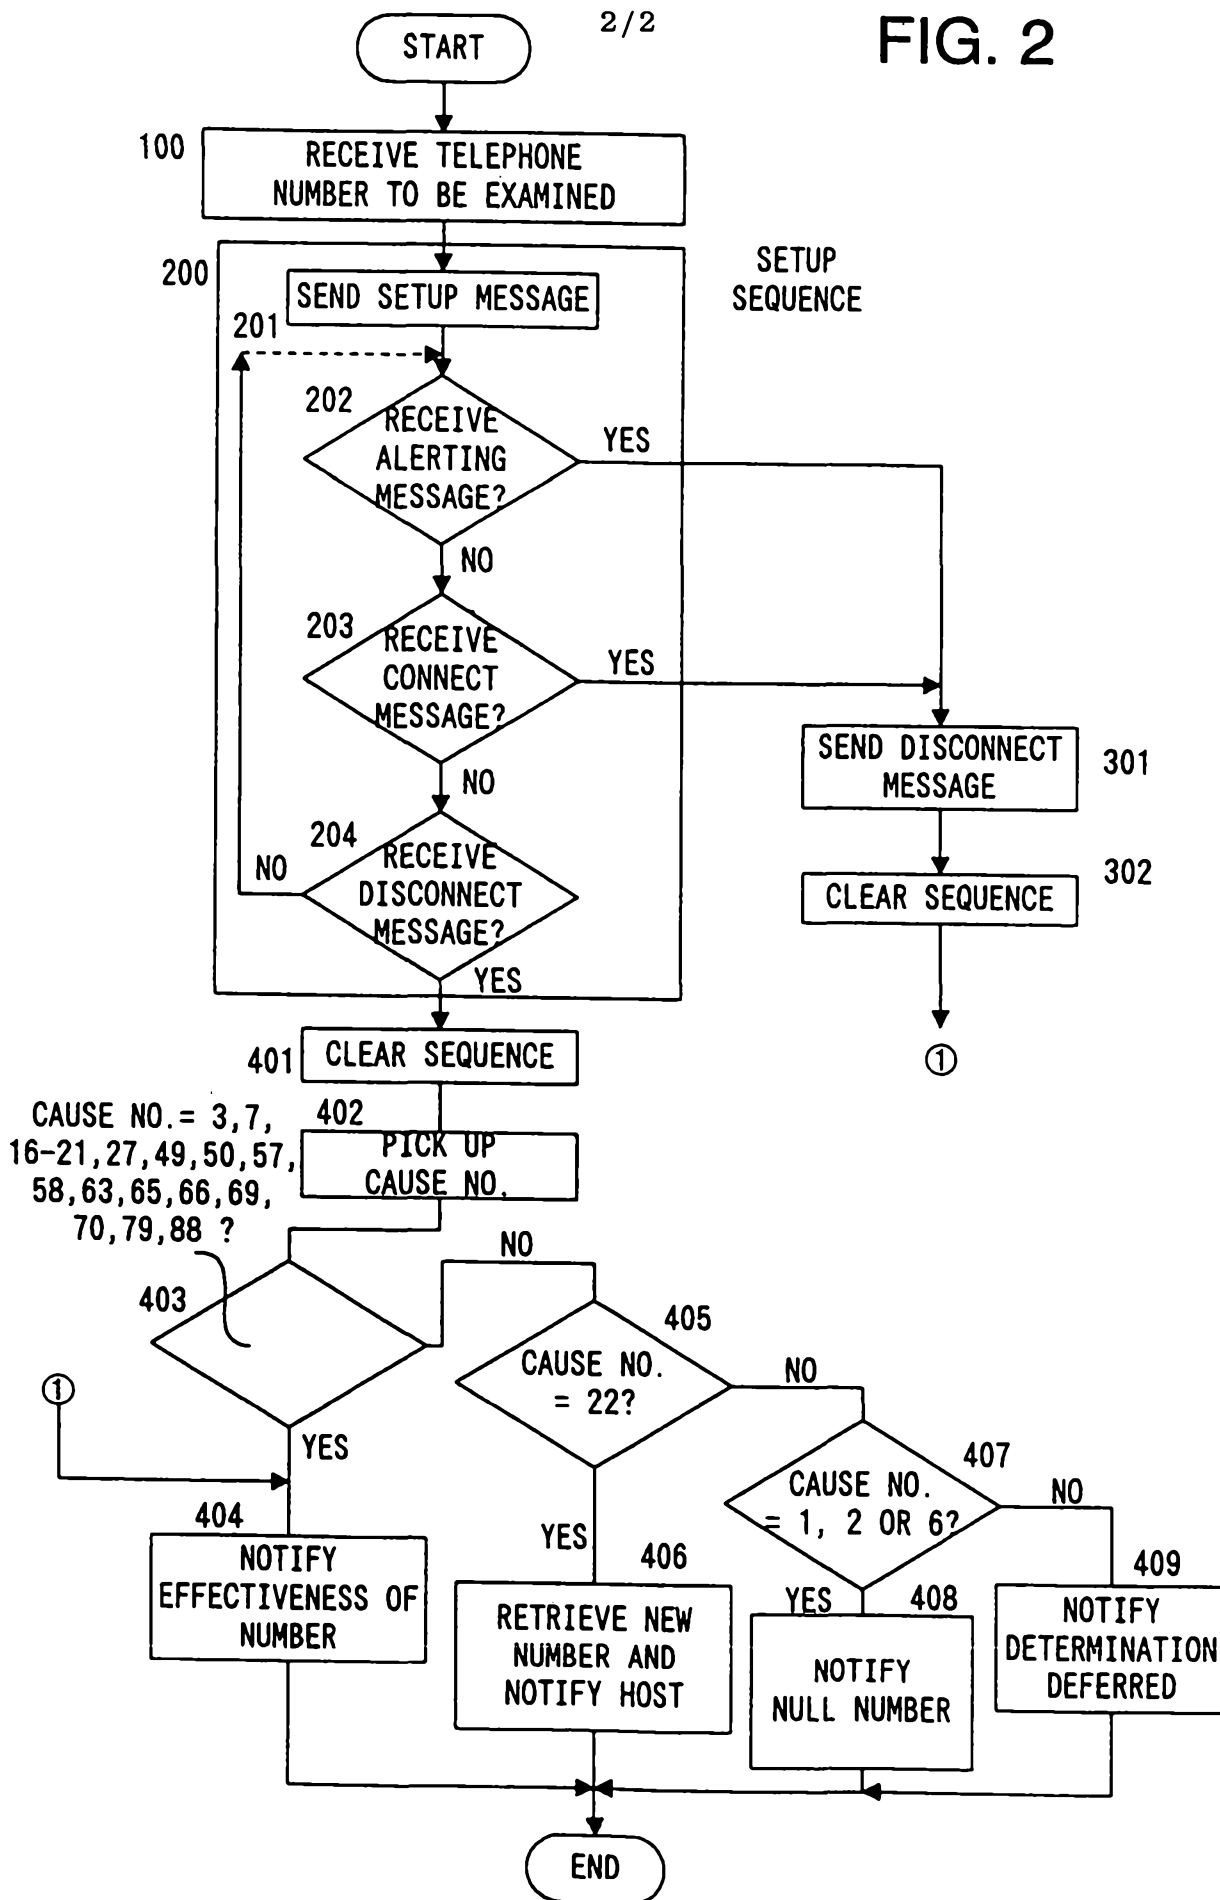 2/2
FIG. 2
START
100
RECEIVE TELEPHONE
NUMBER TO BE EXAMINED
200
SETUP
SEQUENCE
SEND SETUP MESSAGE
201
202
RECEIVE
ALERTING
MESSAGE?
YES
NO
203
RECEIVE
CONNECT
MESSAGE?
YES
NO
SEND DISCONNECT
MESSAGE
301
204
RECEIVE
DISCONNECT
MESSAGE?
NO
YES
302
CLEAR SEQUENCE
①
401
CLEAR SEQUENCE
CAUSE NO.= 3,7,
16-21,27,49,50,57,
58,63,65,66,69,
70,79,88 ?
402
PICK UP
CAUSE NO.
403
NO
YES
①
405
CAUSE NO.
= 22?
NO
YES
407
CAUSE NO.
= 1, 2 OR 6?
NO
YES
404
NOTIFY
EFFECTIVENESS OF
NUMBER
406
RETRIEVE NEW
NUMBER AND
NOTIFY HOST
408
NOTIFY
NULL NUMBER
409
NOTIFY
DETERMINATION
DEFERRED
END